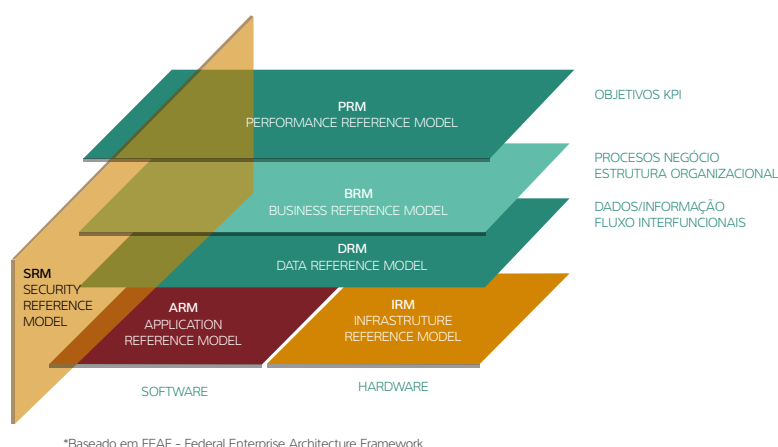 PRM
PERFORMANCE REFERENCE MODEL
OBJETIVOS KPI
BRM
BUSINESS REFERENCE MODEL
PROCESOS NEGÓCIO
ESTRUTURA ORGANIZACIONAL
DRM
DATA REFERENCE MODEL
DADOS/INFORMAÇÃO
FLUXO INTERFUNCIONAIS
SRM
SECURITY
REFERENCE
MODEL
ARM
APPLICATION
REFERENCE MODEL
IRM
INFRASTRUTURE
REFERENCE MODEL
SOFTWARE
HARDWARE
*Baseado em FEAF - Federal Enterprise Architecture Framework